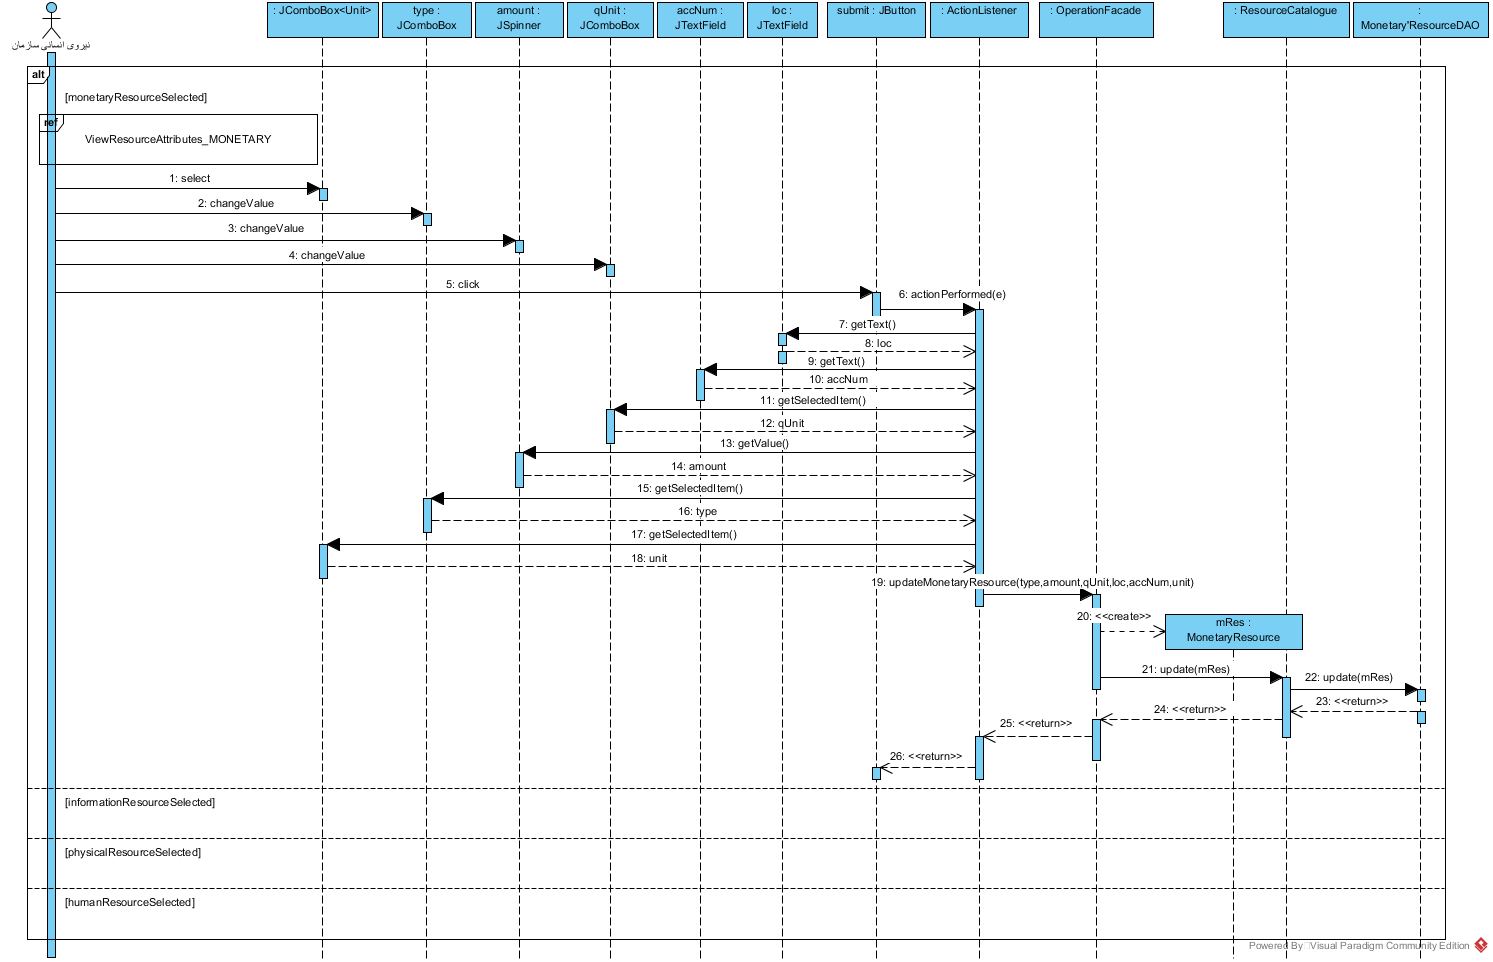 : JComboBox<Unit>
type :
JComboBox
amount :
JSpinner
qUnit :
JComboBox
accNum :
JTextField
loc :
JTextField
submit : JButton
: ActionListener
: OperationFacade
: ResourceCatalogue
:
Monetary'ResourceDAO
نیروی انسانی سازمان
alt
[monetaryResourceSelected]
ref
ViewResourceAttributes_MONETARY
1: select
2: changeValue
3: changeValue
4: changeValue
5: click
6: actionPerformed(e)
7: getText()
8: loc
9: getText()
10: accNum
11: getSelectedItem()
12: qUnit
13: getValue()
14: amount
15: getSelectedItem()
16: type
17: getSelectedItem()
18: unit
19: updateMonetaryResource(type,amount,qUnit,loc,accNum,unit)
20: <<create>>
mRes :
MonetaryResource
21: update(mRes)
22: update(mRes)
23: <<return>>
24: <<return>>
25: <<return>>
26: <<return>>
[informationResourceSelected]
[physicalResourceSelected]
[humanResourceSelected]
Powered By Visual Paradigm Community Edition